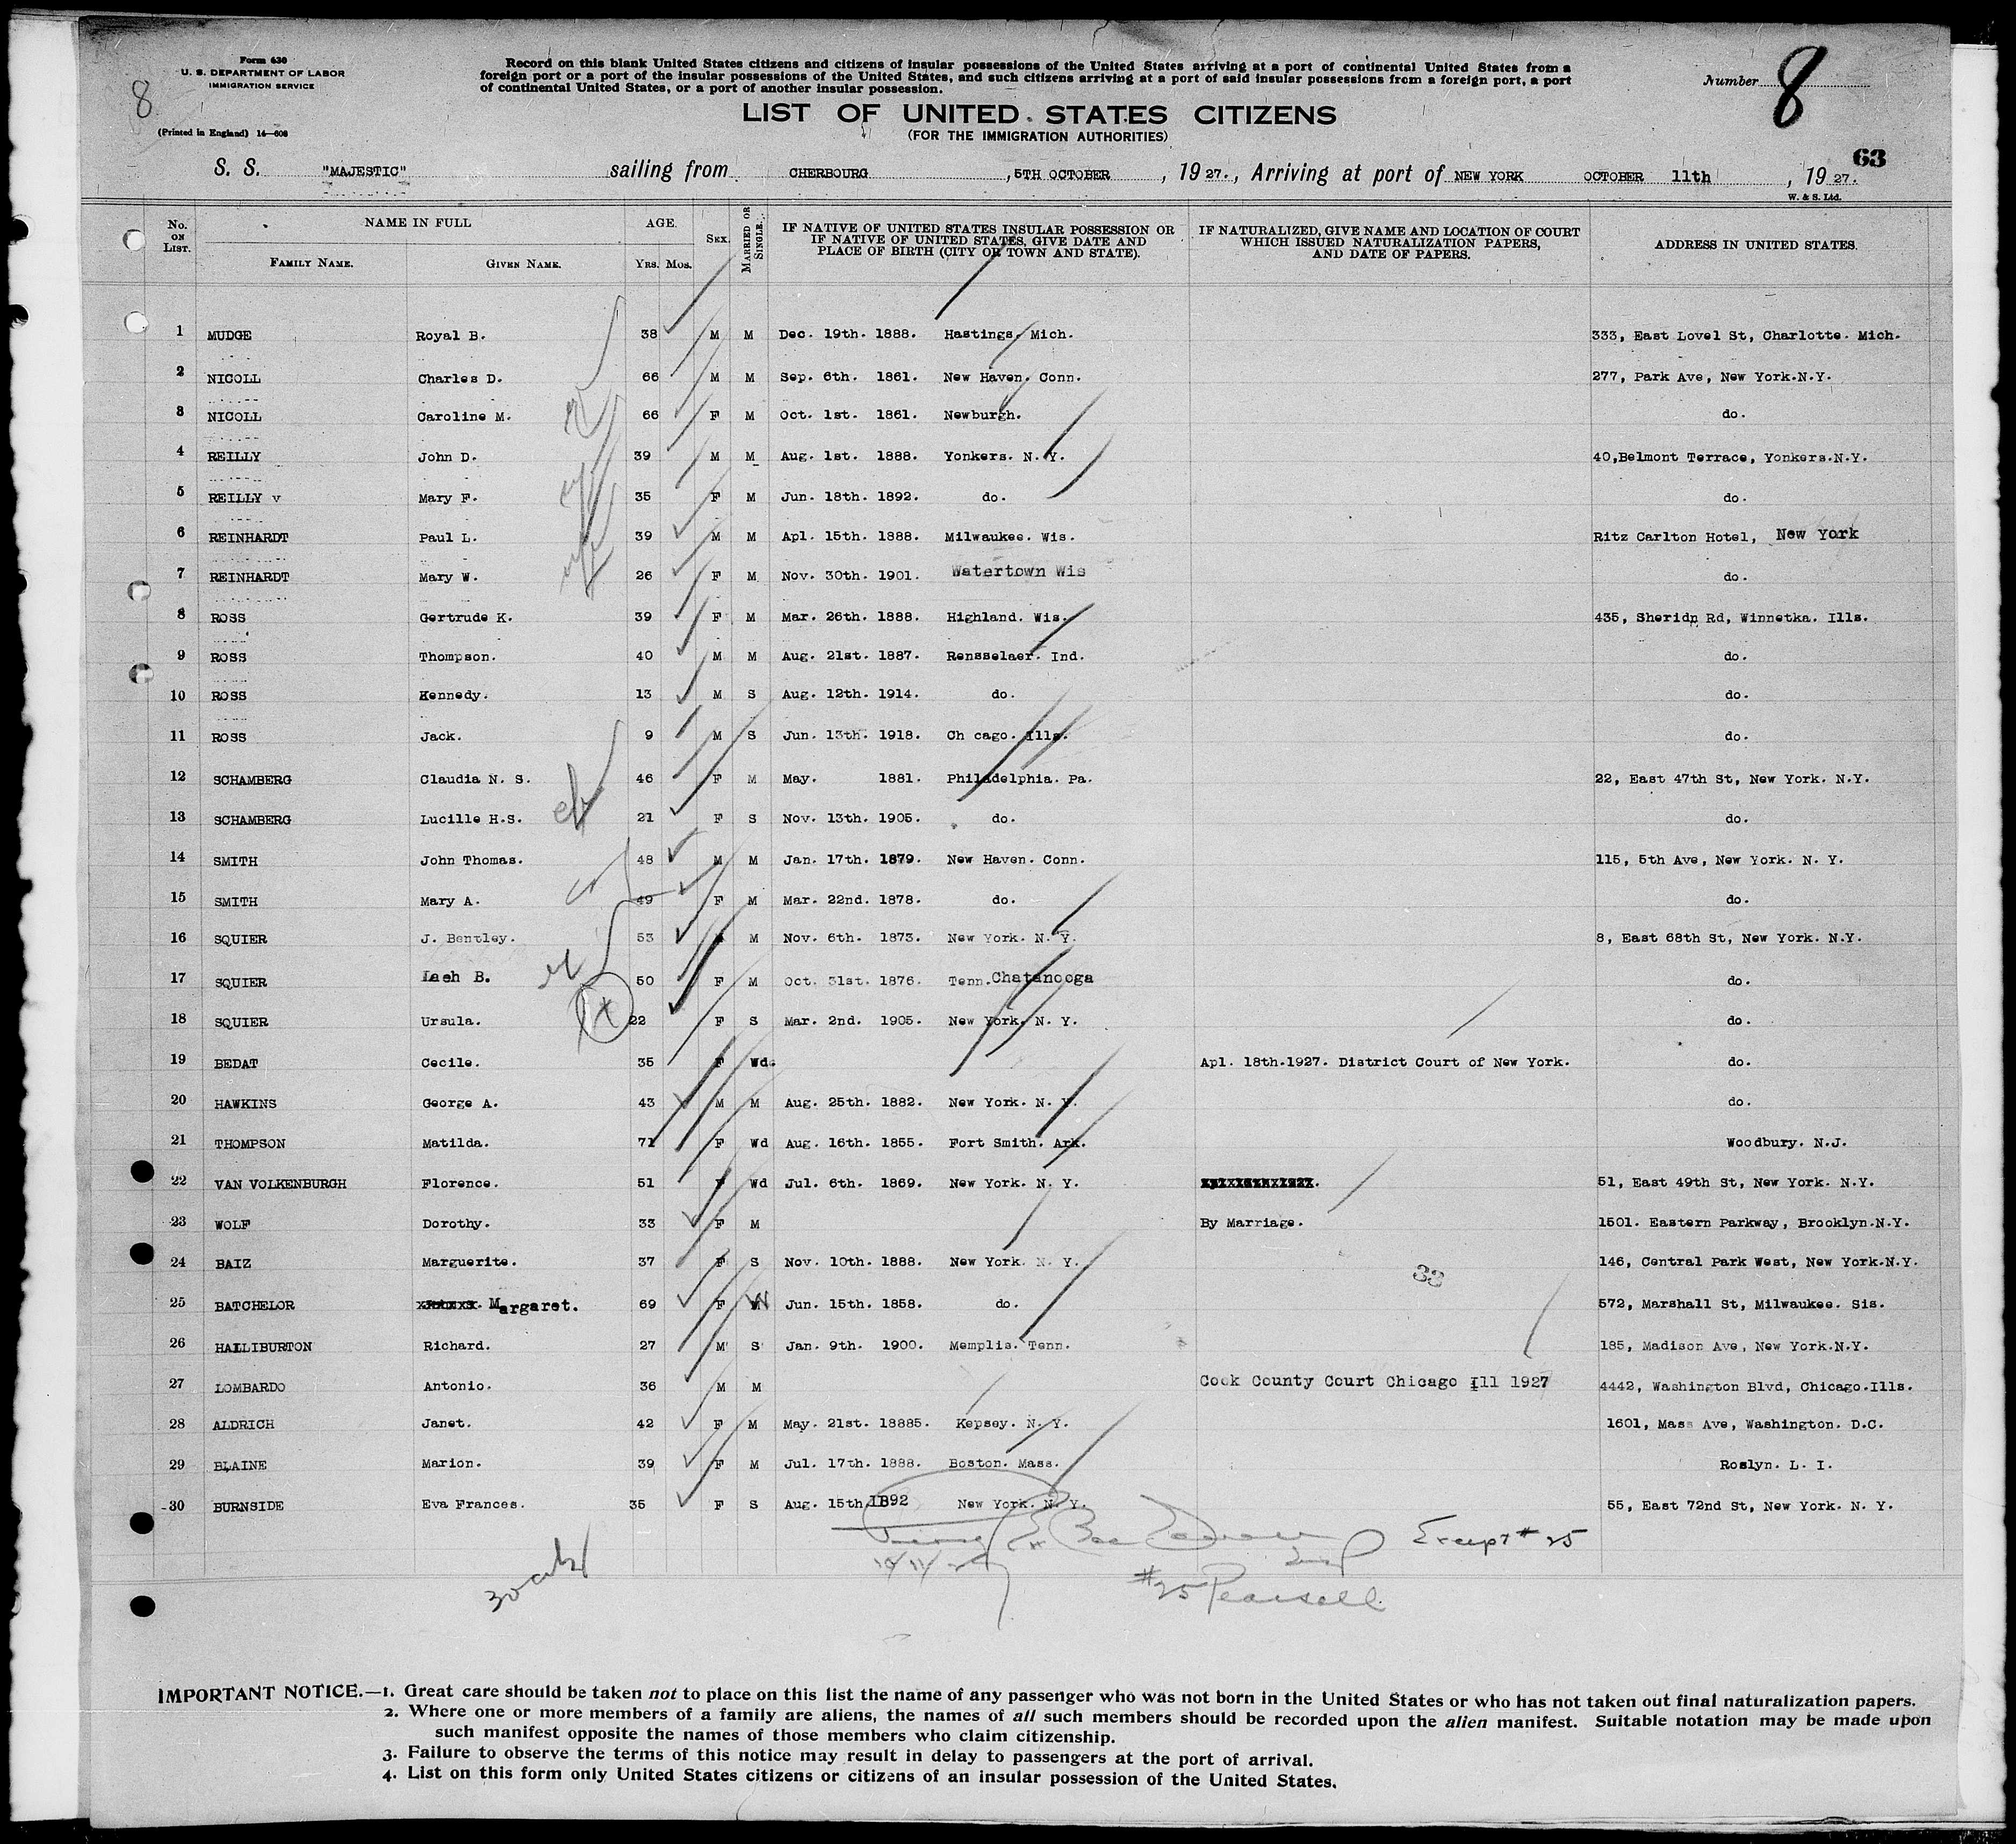 Form 630
U. S. DEPARTMENT OF LABOR
IMMIGRATION SERVICE
(Printed in England) 14—608
8
Record on this blank United States citizens and citizens of insular possessions of the United States arriving at a port of continental United States from a
foreign port or a port of the insular possessions of the United States, and such citizens arriving at a port of said insular possessions from a foreign port, a port
of continental United States, or a port of another insular possession.
Number 8
LIST OF UNITED STATES CITIZENS
(FOR THE IMMIGRATION AUTHORITIES)
63
S. S. "MAJESTIC" sailing from CHERBOURG, 5TH OCTOBER, 1927., Arriving at port of NEW YORK OCTOBER 11th, 1927.
W. & S. Ltd.
No. ON LIST. NAME IN FULL FAMILY NAME. GIVEN NAME. AGE. YRS. MOS. SEX. MARRIED OR SINGLE. IF NATIVE OF UNITED STATES INSULAR POSSESSION OR IF NATIVE OF UNITED STATES, GIVE DATE AND PLACE OF BIRTH (CITY OR TOWN AND STATE). IF NATURALIZED, GIVE NAME AND LOCATION OF COURT WHICH ISSUED NATURALIZATION PAPERS, AND DATE OF PAPERS. ADDRESS IN UNITED STATES.
1 MUDGE Royal B. 38 M M Dec. 19th. 1888. Hastings. Mich. 333, East Lovel St, Charlotte. Mich.
2 NICOLL Charles D. 66 M M Sep. 6th. 1861. New Haven. Conn. 277, Park Ave, New York.N.Y.
3 NICOLL Caroline M. 66 F M Oct. 1st. 1861. Newburgh. do.
4 REILLY John D. 39 M M Aug. 1st. 1888. Yonkers. N. Y. 40,Belmont Terrace, Yonkers.N.Y.
5 REILLY v Mary F. 35 F M Jun. 18th. 1892. do. do.
6 REINHARDT Paul L. 39 M M Apl. 15th. 1888. Milwaukee. Wis. Ritz Carlton Hotel, New York
7 REINHARDT Mary W. 26 F M Nov. 30th. 1901. Watertown Wis do.
8 ROSS Gertrude K. 39 F M Mar. 26th. 1888. Highland. Wis. 435, Sheridn Rd, Winnetka. Ills.
9 ROSS Thompson. 40 M M Aug. 21st. 1887. Rensselaer. Ind. do.
10 ROSS Kennedy. 13 M S Aug. 12th. 1914. do. do.
11 ROSS Jack. 9 M S Jun. 13th. 1918. Ch cago. Ills. do.
12 SCHAMBERG Claudia N. S. 46 F M May. 1881. Philadelphia. Pa. 22, East 47th St, New York. N.Y.
13 SCHAMBERG Lucille H.S. 21 F S Nov. 13th. 1905. do. do.
14 SMITH John Thomas. 48 M M Jan. 17th. 1879. New Haven. Conn. 115, 5th Ave, New York. N. Y.
15 SMITH Mary A. 49 F M Mar. 22nd. 1878. do. do.
16 SQUIER J. Bentley. 53 M Nov. 6th. 1873. New York. N. Y. 8, East 68th St, New York. N.Y.
17 SQUIER Laeh B. 50 F M Oct. 31st. 1876. Tenn. Chatanooga do.
18 SQUIER Ursula. 22 F S Mar. 2nd. 1905. New York. N. Y. do.
19 BEDAT Cecile. 35 F Wd. Apl. 18th.1927. District Court of New York. do.
20 HAWKINS George A. 43 M M Aug. 25th. 1882. New York. N. Y. do.
21 THOMPSON Matilda. 71 F Wd Aug. 16th. 1855. Fort Smith. Ark. Woodbury. N.J.
22 VAN VOLKENBURGH Florence. 51 F Wd Jul. 6th. 1869. New York. N. Y. 51, East 49th St, New York. N.Y.
23 WOLF Dorothy. 33 F M By Marriage. 1501. Eastern Parkway, Brooklyn.N.Y.
24 BAIZ Marguerite. 37 F S Nov. 10th. 1888. New York. N. Y. 146, Central Park West, New York.N.Y.
33
25 BATCHELOR Margaret. 69 F W Jun. 15th. 1858. do. 572, Marshall St, Milwaukee. Sis.
26 HALLIBURTON Richard. 27 M S Jan. 9th. 1900. Memplis. Tenn. 185, Madison Ave, New York.N.Y.
27 LOMBARDO Antonio. 36 M M Cook County Court Chicago Ill 1927 4442, Washington Blvd, Chicago.Ills.
28 ALDRICH Janet. 42 F M May. 21st. 18885. Kepsey. N. Y. 1601, Mass Ave, Washington. D.C.
29 BLAINE Marion. 39 F M Jul. 17th. 1888. Boston. Mass. Roslyn. L. I.
30 BURNSIDE Eva Frances. 35 F S Aug. 15th.1892 New York. N. Y. 55, East 72nd St, New York. N. Y.
Except # 25
10/11/27
#25 Pearsall
IMPORTANT NOTICE.—1. Great care should be taken not to place on this list the name of any passenger who was not born in the United States or who has not taken out final naturalization papers.
2. Where one or more members of a family are aliens, the names of all such members should be recorded upon the alien manifest. Suitable notation may be made upon
such manifest opposite the names of those members who claim citizenship.
3. Failure to observe the terms of this notice may result in delay to passengers at the port of arrival.
4. List on this form only United States citizens or citizens of an insular possession of the United States.